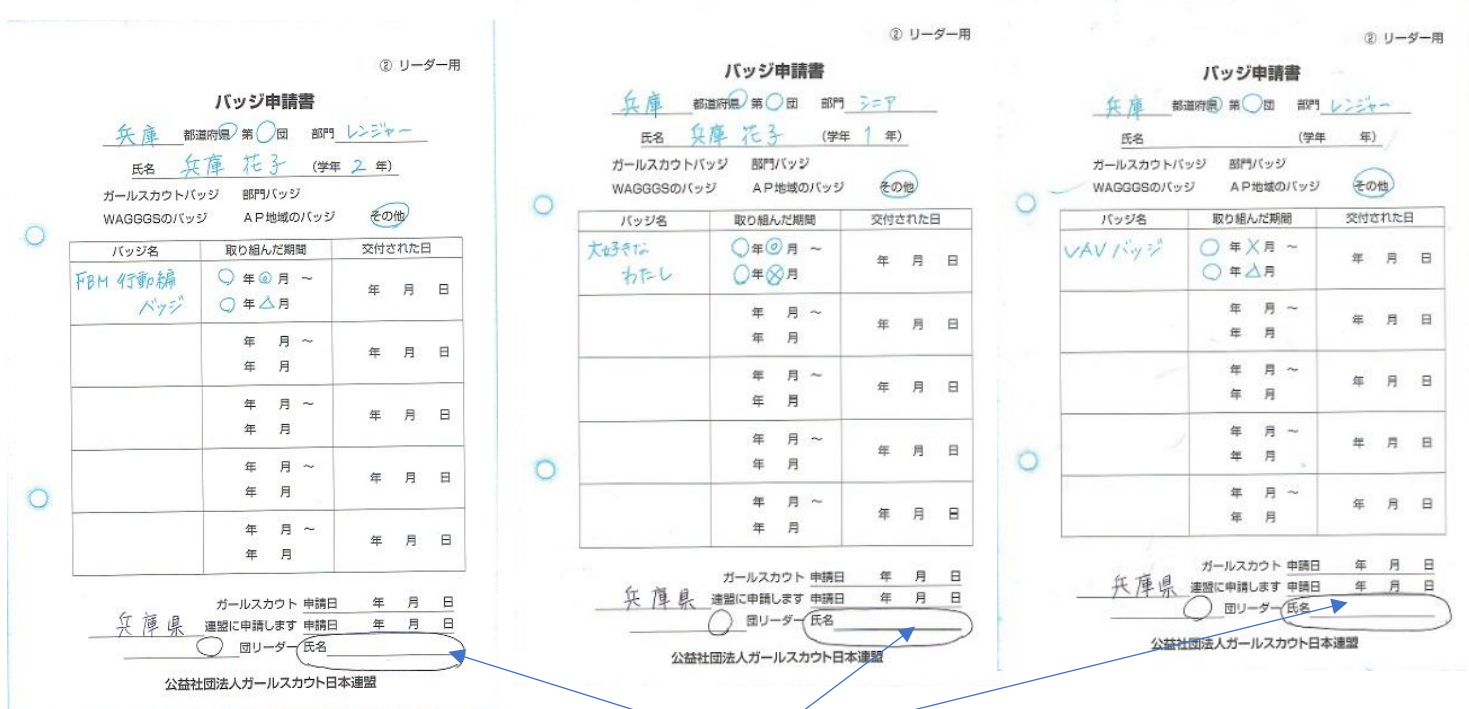 ② リーダー用
バッジ申請書
兵庫 都道府県 第〇団 部門 レンジャー
氏名 兵庫 花子 (学年 2 年)
ガールスカウトバッジ 部門バッジ
WAGGGSのバッジ AP地域のバッジ その他
バッジ名 取り組んだ期間 交付された日
FBM 行動編 〇年◎月 ~
バッジ 〇年△月
年 月 日
年 月 ~
年 月
年 月 日
年 月 ~
年 月
年 月 日
年 月 ~
年 月
年 月 日
年 月 ~
年 月
年 月 日
ガールスカウト 申請日 年 月 日
兵庫県 連盟に申請します 申請日 年 月 日
〇 団リーダー 氏名
公益社団法人ガールスカウト日本連盟
② リーダー用
バッジ申請書
兵庫 都道府県 第〇団 部門 シニア
氏名 兵庫 花子 (学年 1 年)
ガールスカウトバッジ 部門バッジ
WAGGGSのバッジ AP地域のバッジ その他
バッジ名 取り組んだ期間 交付された日
大好きな 〇年◎月 ~
わたし 〇年⊗月
年 月 日
年 月 ~
年 月
年 月 日
年 月 ~
年 月
年 月 日
年 月 ~
年 月
年 月 日
年 月 ~
年 月
年 月 日
ガールスカウト 申請日 年 月 日
兵庫県 連盟に申請します 申請日 年 月 日
〇 団リーダー 氏名
公益社団法人ガールスカウト日本連盟
② リーダー用
バッジ申請書
兵庫 都道府県 第〇団 部門 レンジャー
氏名 (学年 年)
ガールスカウトバッジ 部門バッジ
WAGGGSのバッジ AP地域のバッジ その他
バッジ名 取り組んだ期間 交付された日
VAVバッジ 〇年X月 ~
〇年△月
年 月 日
年 月 ~
年 月
年 月 日
年 月 ~
年 月
年 月 日
年 月 ~
年 月
年 月 日
年 月 ~
年 月
年 月 日
ガールスカウト 申請日 年 月 日
兵庫県 連盟に申請します 申請日 年 月 日
〇 団リーダー 氏名
公益社団法人ガールスカウト日本連盟